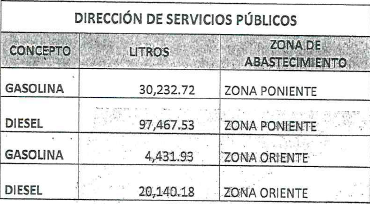 DIRECCIÓN DE SERVICIOS PÚBLICOS
CONCEPTO LITROS ZONA DE ABASTECIMIENTO
GASOLINA 30,232.72 ZONA PONIENTE
DIESEL 97,467.53 ZONA PONIENTE
GASOLINA 4,431.93 ZONA ORIENTE
DIESEL 20,140.18 ZONA ORIENTE